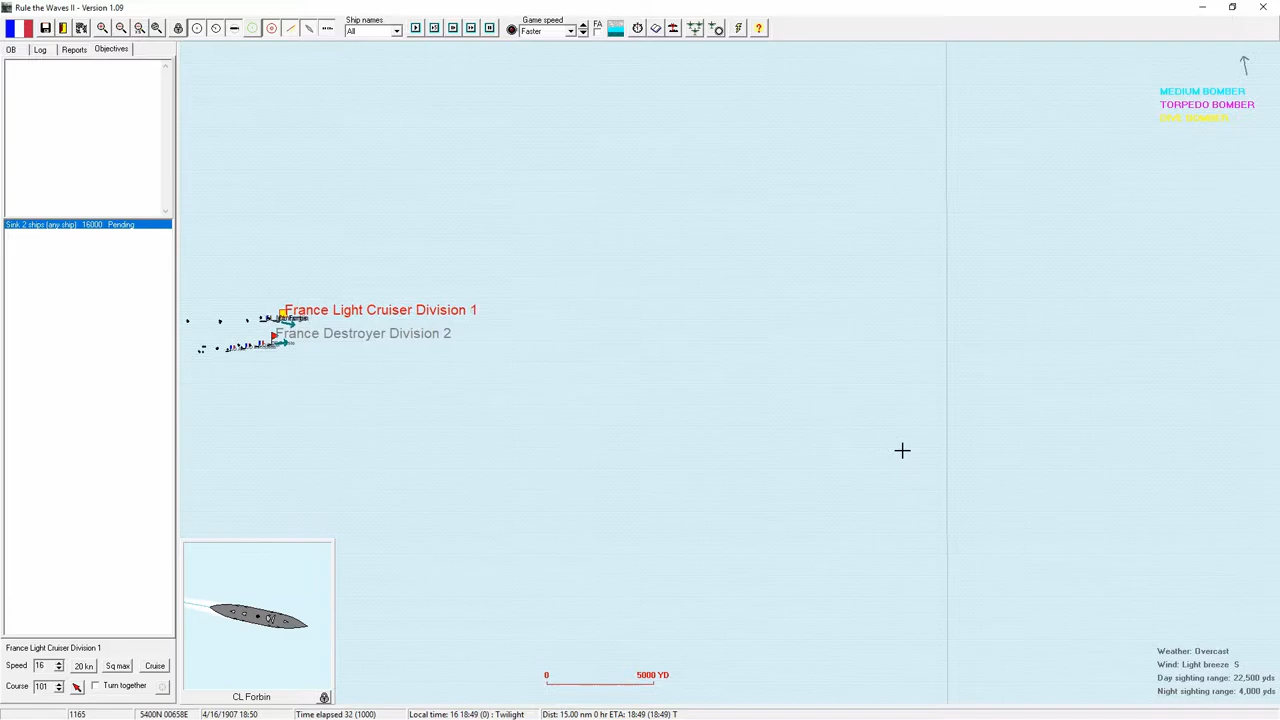 Rule the Waves II - Version 1.09
Ship names
All
Game speed
Faster
FA
OB Log Reports Objectives
MEDIUM BOMBER
TORPEDO BOMBER
DIVE BOMBER
Sink 2 ships (any ship) 16000 Pending
France Light Cruiser Division 1
France Destroyer Division 2
France Light Cruiser Division 1
Speed 16 20 kn Sq max Cruise
Course 101 Turn together
CL Forbin
0 5000 YD
Weather: Overcast
Wind: Light breeze S
Day sighting range: 22,500 yds
Night sighting range: 4,000 yds
1165 5400N 00658E 4/16/1907 18:50 Time elapsed 32 (1000) Local time: 16 18:49 (0) : Twilight Dist: 15.00 nm 0 hr ETA: 18:49 (18:49) T